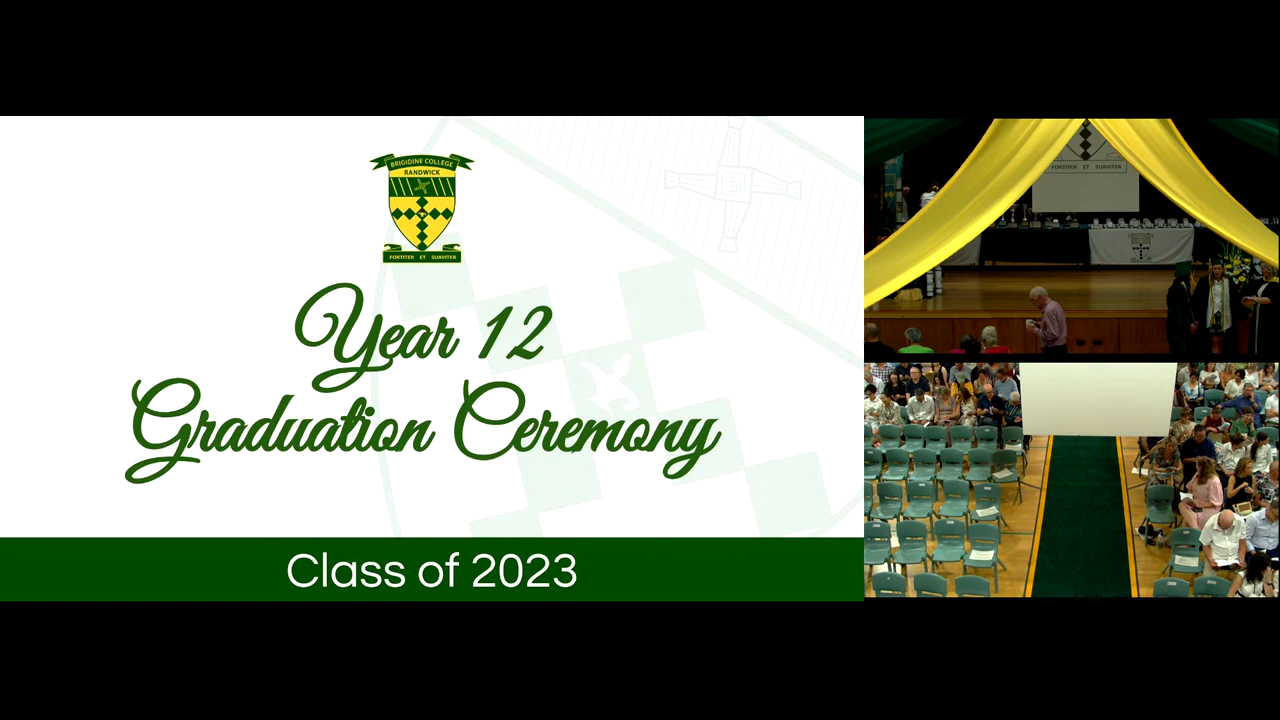 BRIGIDINE COLLEGE
RANDWICK
FORTITER ET SUAVITER
Year 12
Graduation Ceremony
Class of 2023
FORTITER ET SUAVITER